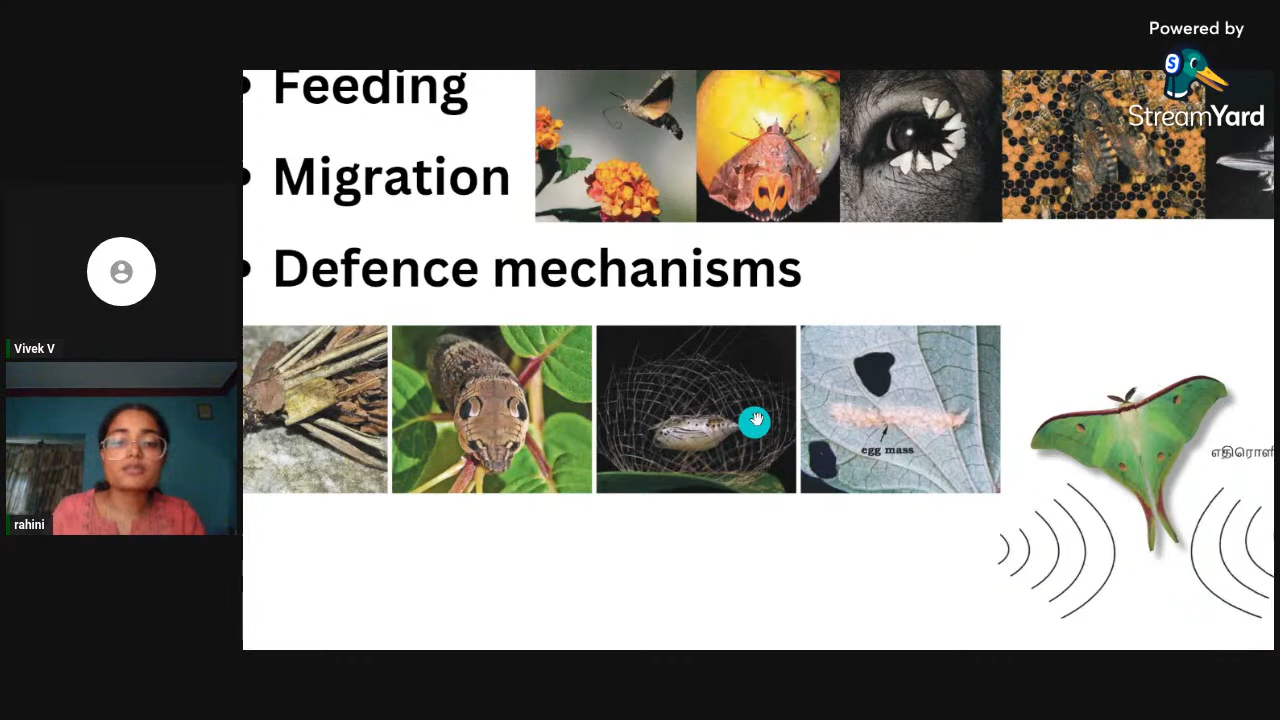 Powered by
StreamYard
• Feeding
• Migration
• Defence mechanisms
egg mass
எதிரொலி
Vivek V
rahini